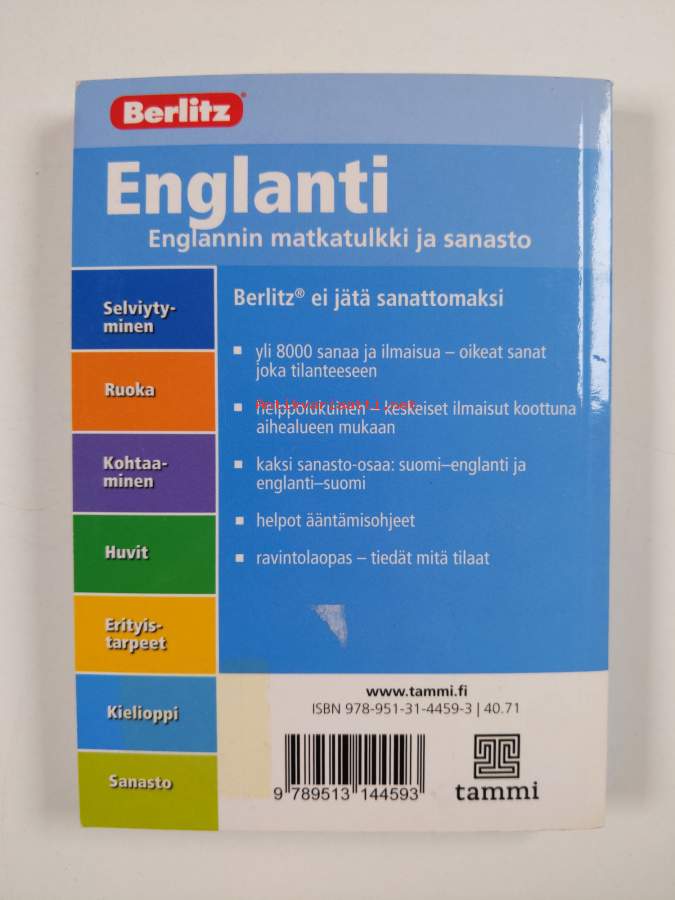 Berlitz®
Englanti
Englannin matkatulkki ja sanasto
Selviyty-
minen
Ruoka
Kohtaa-
minen
Huvit
Erityis-
tarpeet
Kielioppi
Sanasto
Berlitz® ei jätä sanattomaksi
▪ yli 8000 sanaa ja ilmaisua – oikeat sanat
joka tilanteeseen
▪ helppolukuinen – keskeiset ilmaisut koottuna
aihealueen mukaan
▪ kaksi sanasto-osaa: suomi–englanti ja
englanti–suomi
▪ helpot ääntämisohjeet
▪ ravintolaopas – tiedät mitä tilaat
www.tammi.fi
ISBN 978-951-31-4459-3 | 40.71
9 789513 144593
tammi